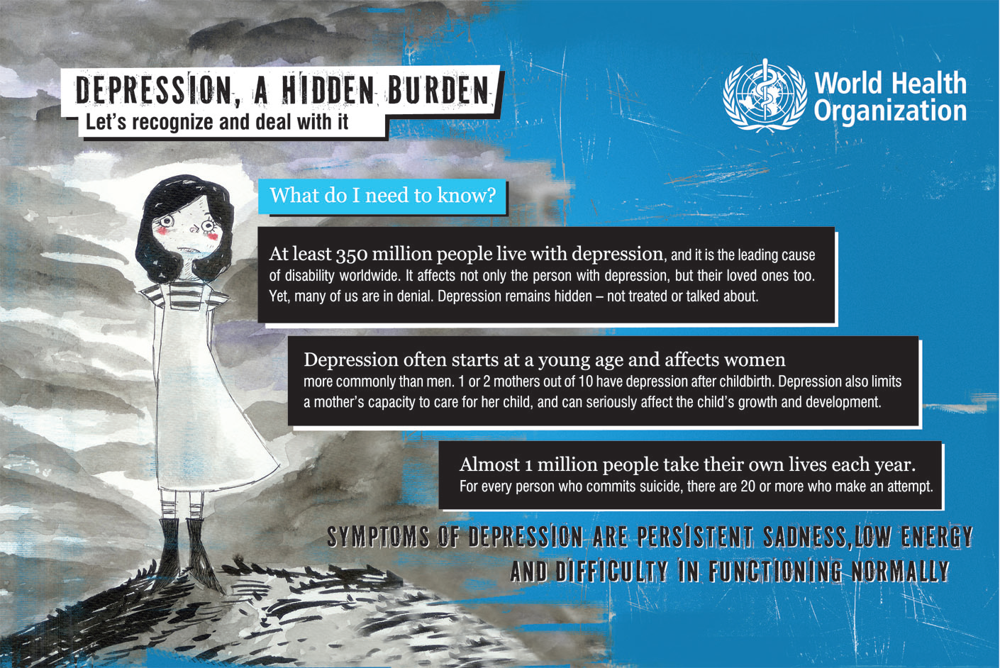 DEPRESSION, A HIDDEN BURDEN
Let's recognize and deal with it
World Health
Organization
What do I need to know?
At least 350 million people live with depression, and it is the leading cause
of disability worldwide. It affects not only the person with depression, but their loved ones too.
Yet, many of us are in denial. Depression remains hidden – not treated or talked about.
Depression often starts at a young age and affects women
more commonly than men. 1 or 2 mothers out of 10 have depression after childbirth. Depression also limits
a mother's capacity to care for her child, and can seriously affect the child's growth and development.
Almost 1 million people take their own lives each year.
For every person who commits suicide, there are 20 or more who make an attempt.
SYMPTOMS OF DEPRESSION ARE PERSISTENT SADNESS,LOW ENERGY
AND DIFFICULTY IN FUNCTIONING NORMALLY